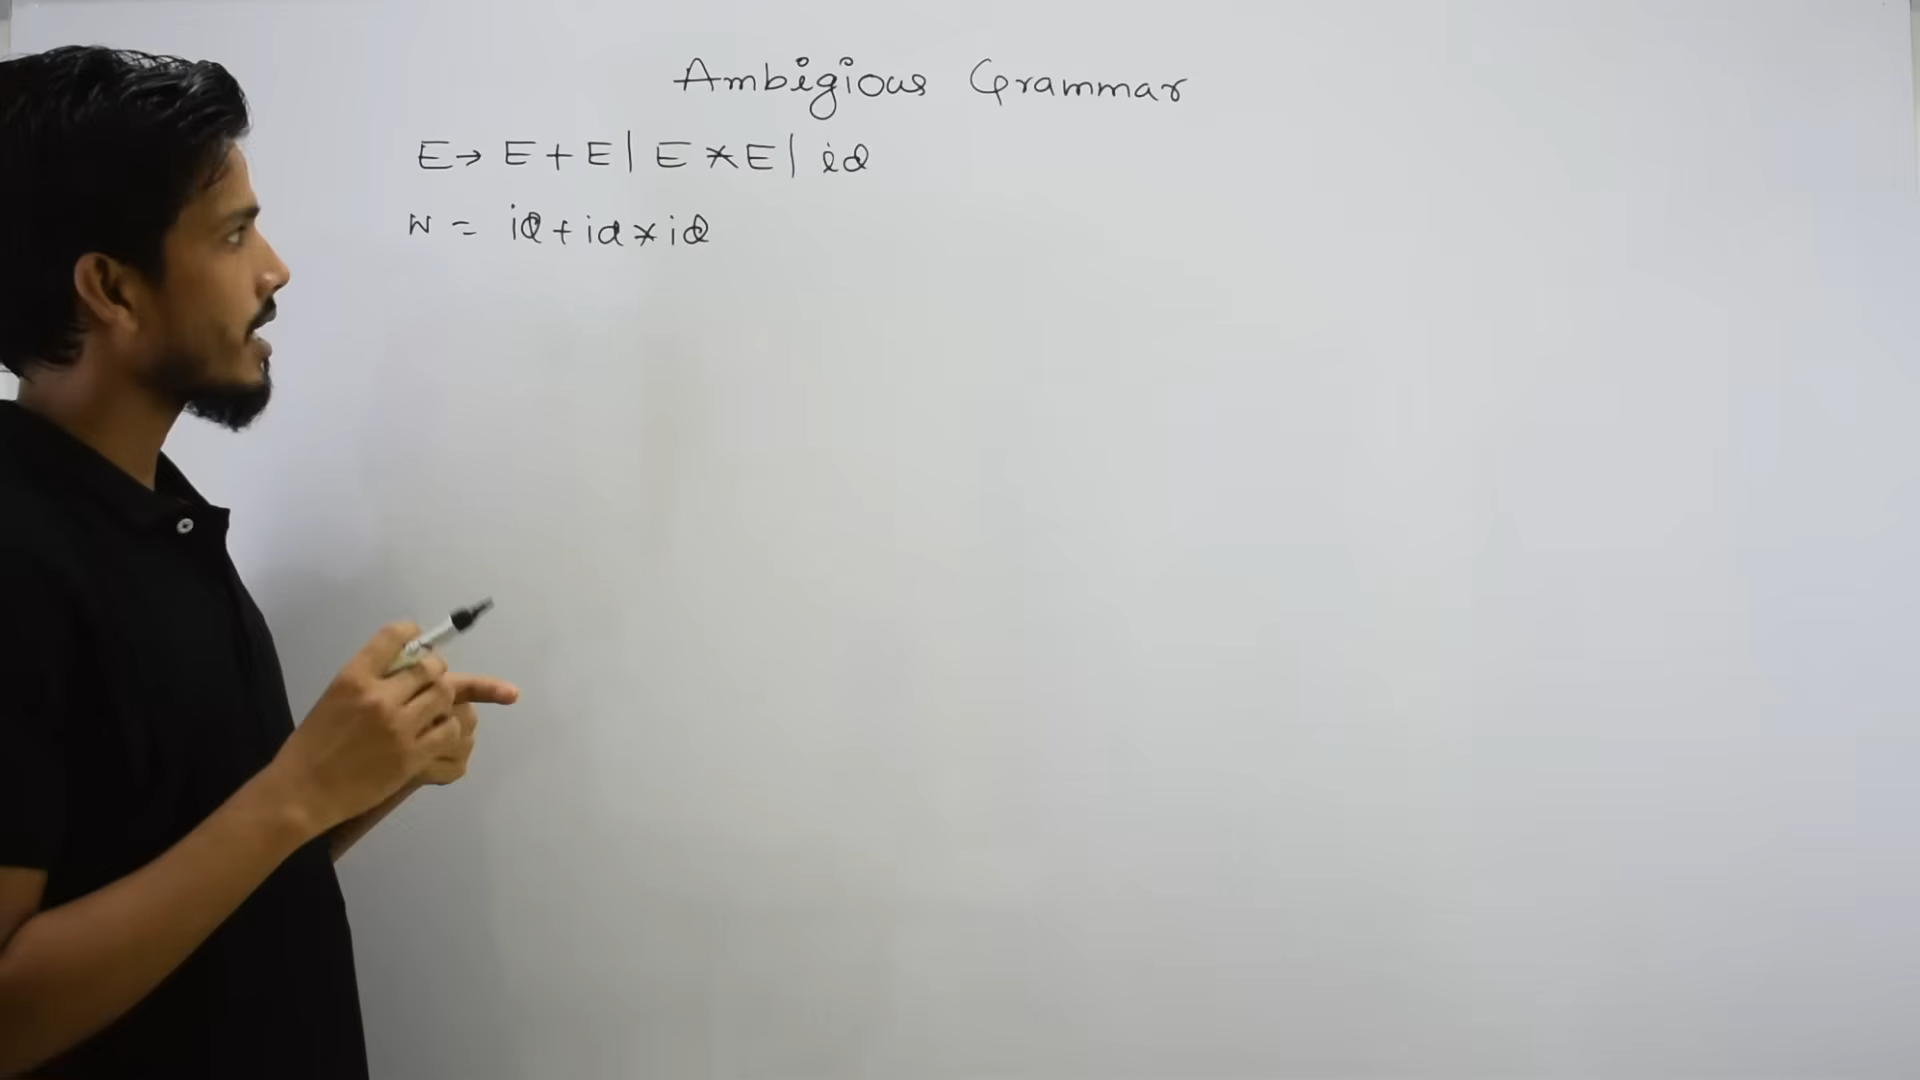 Ambigious Grammar
E → E + E | E * E | id
W = id + id * id